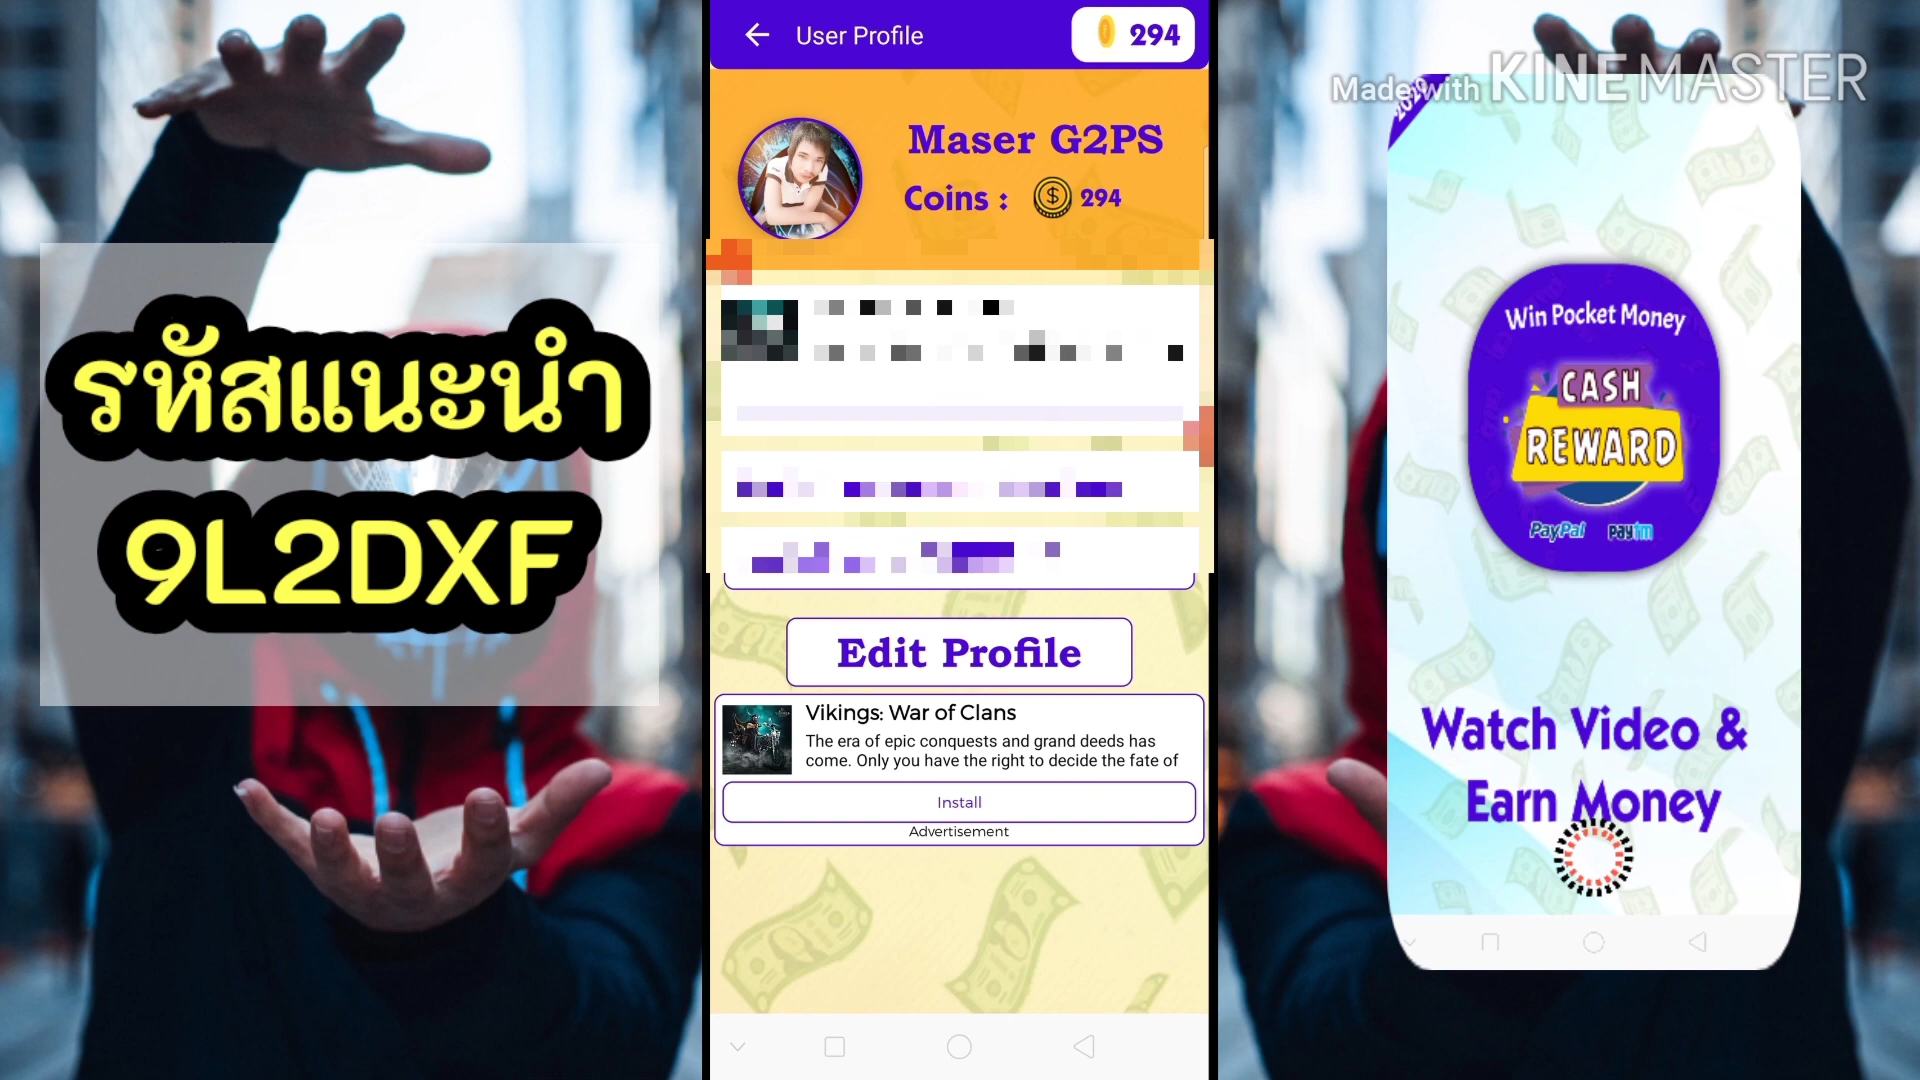 รหัสแนะนำ
9L2DXF
User Profile
294
Maser G2PS
Coins :
294
Edit Profile
Vikings: War of Clans
The era of epic conquests and grand deeds has
come. Only you have the right to decide the fate of
Install
Advertisement
Made with KINEMASTER
2020
Win Pocket Money
CASH
REWARD
PayPal paytm
Watch Video &
Earn Money